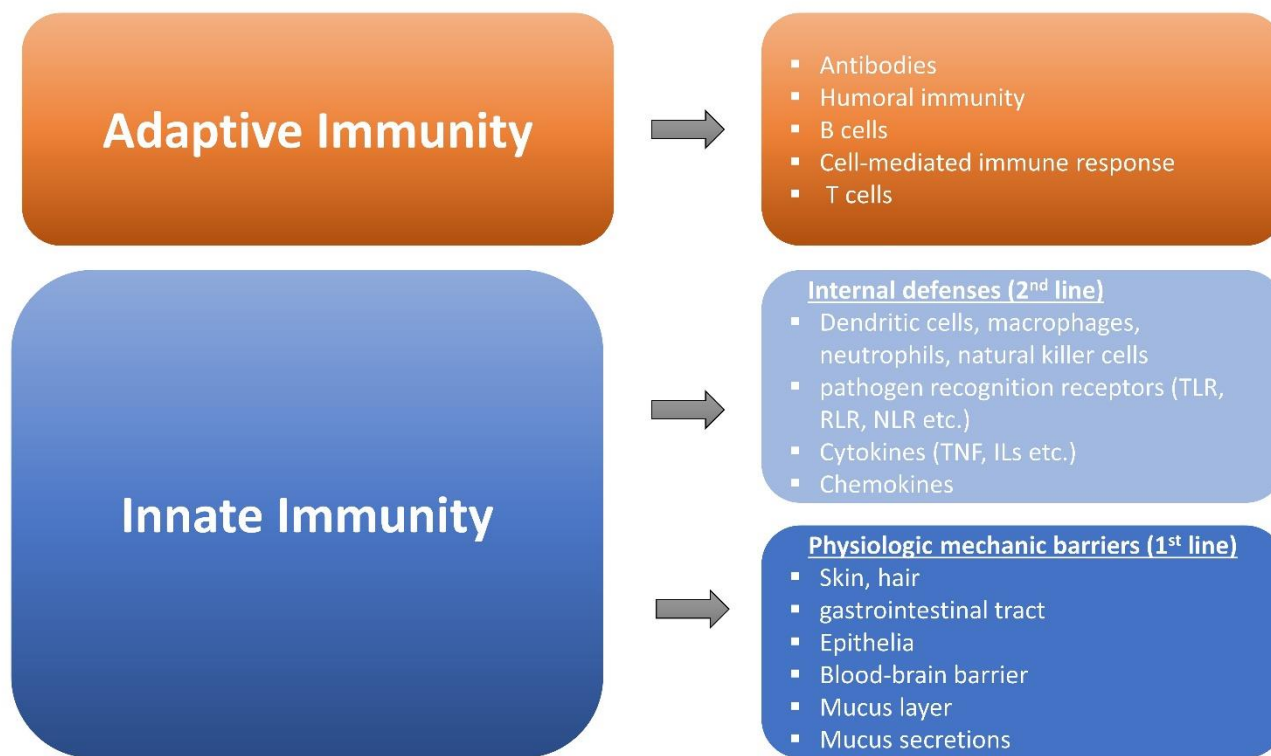 Adaptive Immunity
▪ Antibodies
▪ Humoral immunity
▪ B cells
▪ Cell-mediated immune response
▪ T cells
Innate Immunity
Internal defenses (2nd line)
▪ Dendritic cells, macrophages,
neutrophils, natural killer cells
▪ pathogen recognition receptors (TLR,
RLR, NLR etc.)
▪ Cytokines (TNF, ILs etc.)
▪ Chemokines
Physiologic mechanic barriers (1st line)
▪ Skin, hair
▪ gastrointestinal tract
▪ Epithelia
▪ Blood-brain barrier
▪ Mucus layer
▪ Mucus secretions